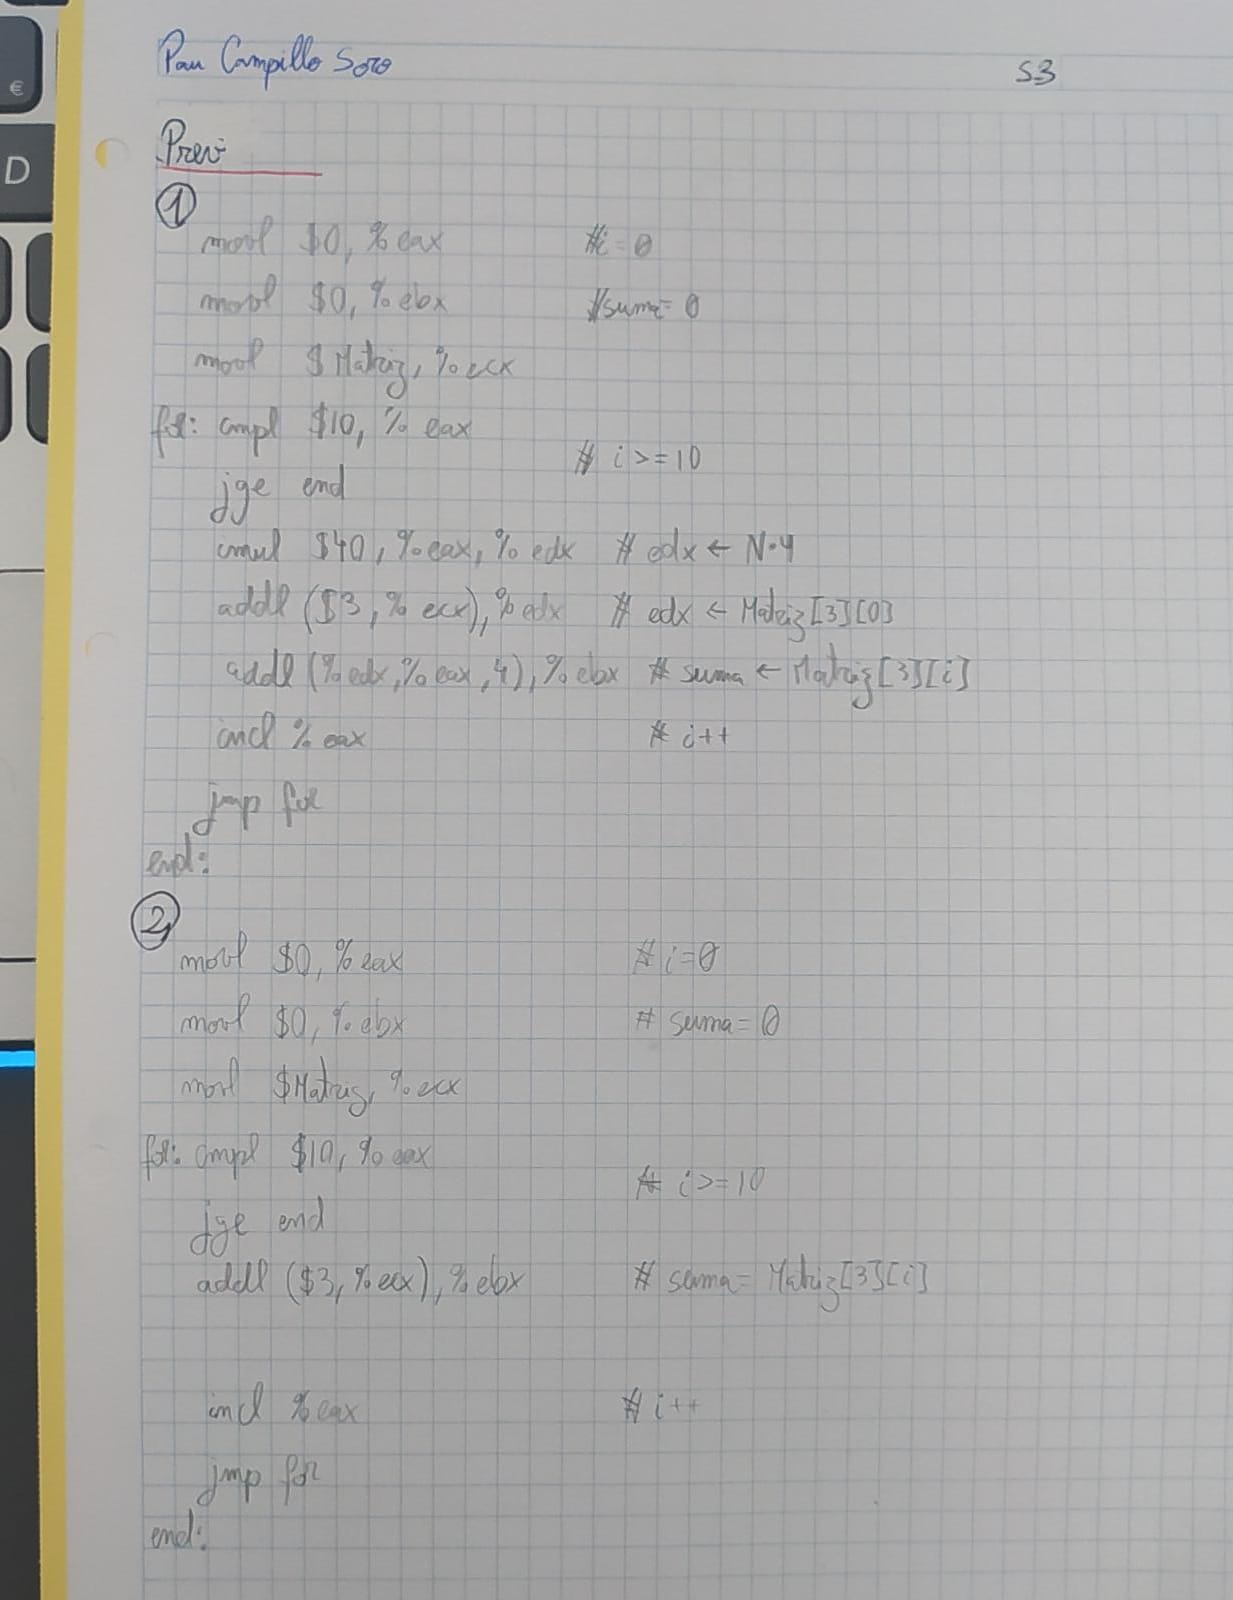 €
D
Pau Campillo Soro
S3
Previ
1
movl $0, %eax #i=0
movl $0, %ebx #suma=0
movl $Matriz, %ecx
for: cmpl $10, %eax
# i>=10
jge end
imul $40, %eax, %edx # edx ← N·4
addl ($3, %ecx), %edx # edx ← Matriz[3][0]
addl (%edx, %eax, 4), %ebx # suma ← Matriz[3][i]
incl %eax # i++
jmp for
end:
2
movl $0, %eax # i=0
movl $0, %ebx # suma=0
movl $Matriz, %ecx
for: cmpl $10, %eax
# i>=10
jge end
addl ($3, %ecx), %ebx # suma= Matriz[3][i]
incl %eax # i++
jmp for
end: